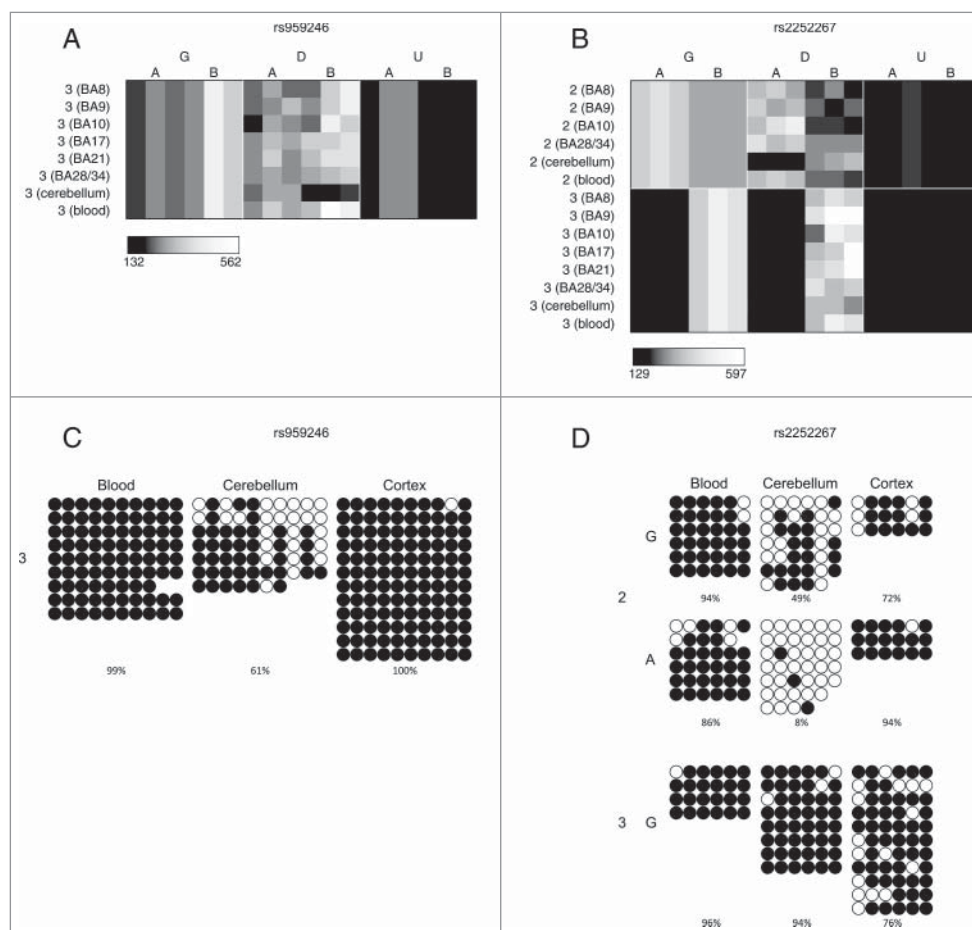 A
rs959246
G D U
A B A B A B
3 (BA8)
3 (BA9)
3 (BA10)
3 (BA17)
3 (BA21)
3 (BA28/34)
3 (cerebellum)
3 (blood)
132 562
B
rs2252267
G D U
A B A B A B
2 (BA8)
2 (BA9)
2 (BA10)
2 (BA28/34)
2 (cerebellum)
2 (blood)
3 (BA8)
3 (BA9)
3 (BA10)
3 (BA17)
3 (BA21)
3 (BA28/34)
3 (cerebellum)
3 (blood)
129 597
C
rs959246
Blood Cerebellum Cortex
3
99% 61% 100%
D
rs2252267
Blood Cerebellum Cortex
G
2
94% 49% 72%
A
86% 8% 94%
3 G
96% 94% 76%